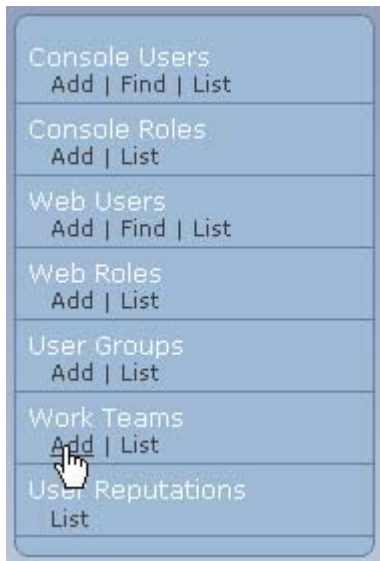 Console Users
Add | Find | List
Console Roles
Add | List
Web Users
Add | Find | List
Web Roles
Add | List
User Groups
Add | List
Work Teams
Add | List
User Reputations
List